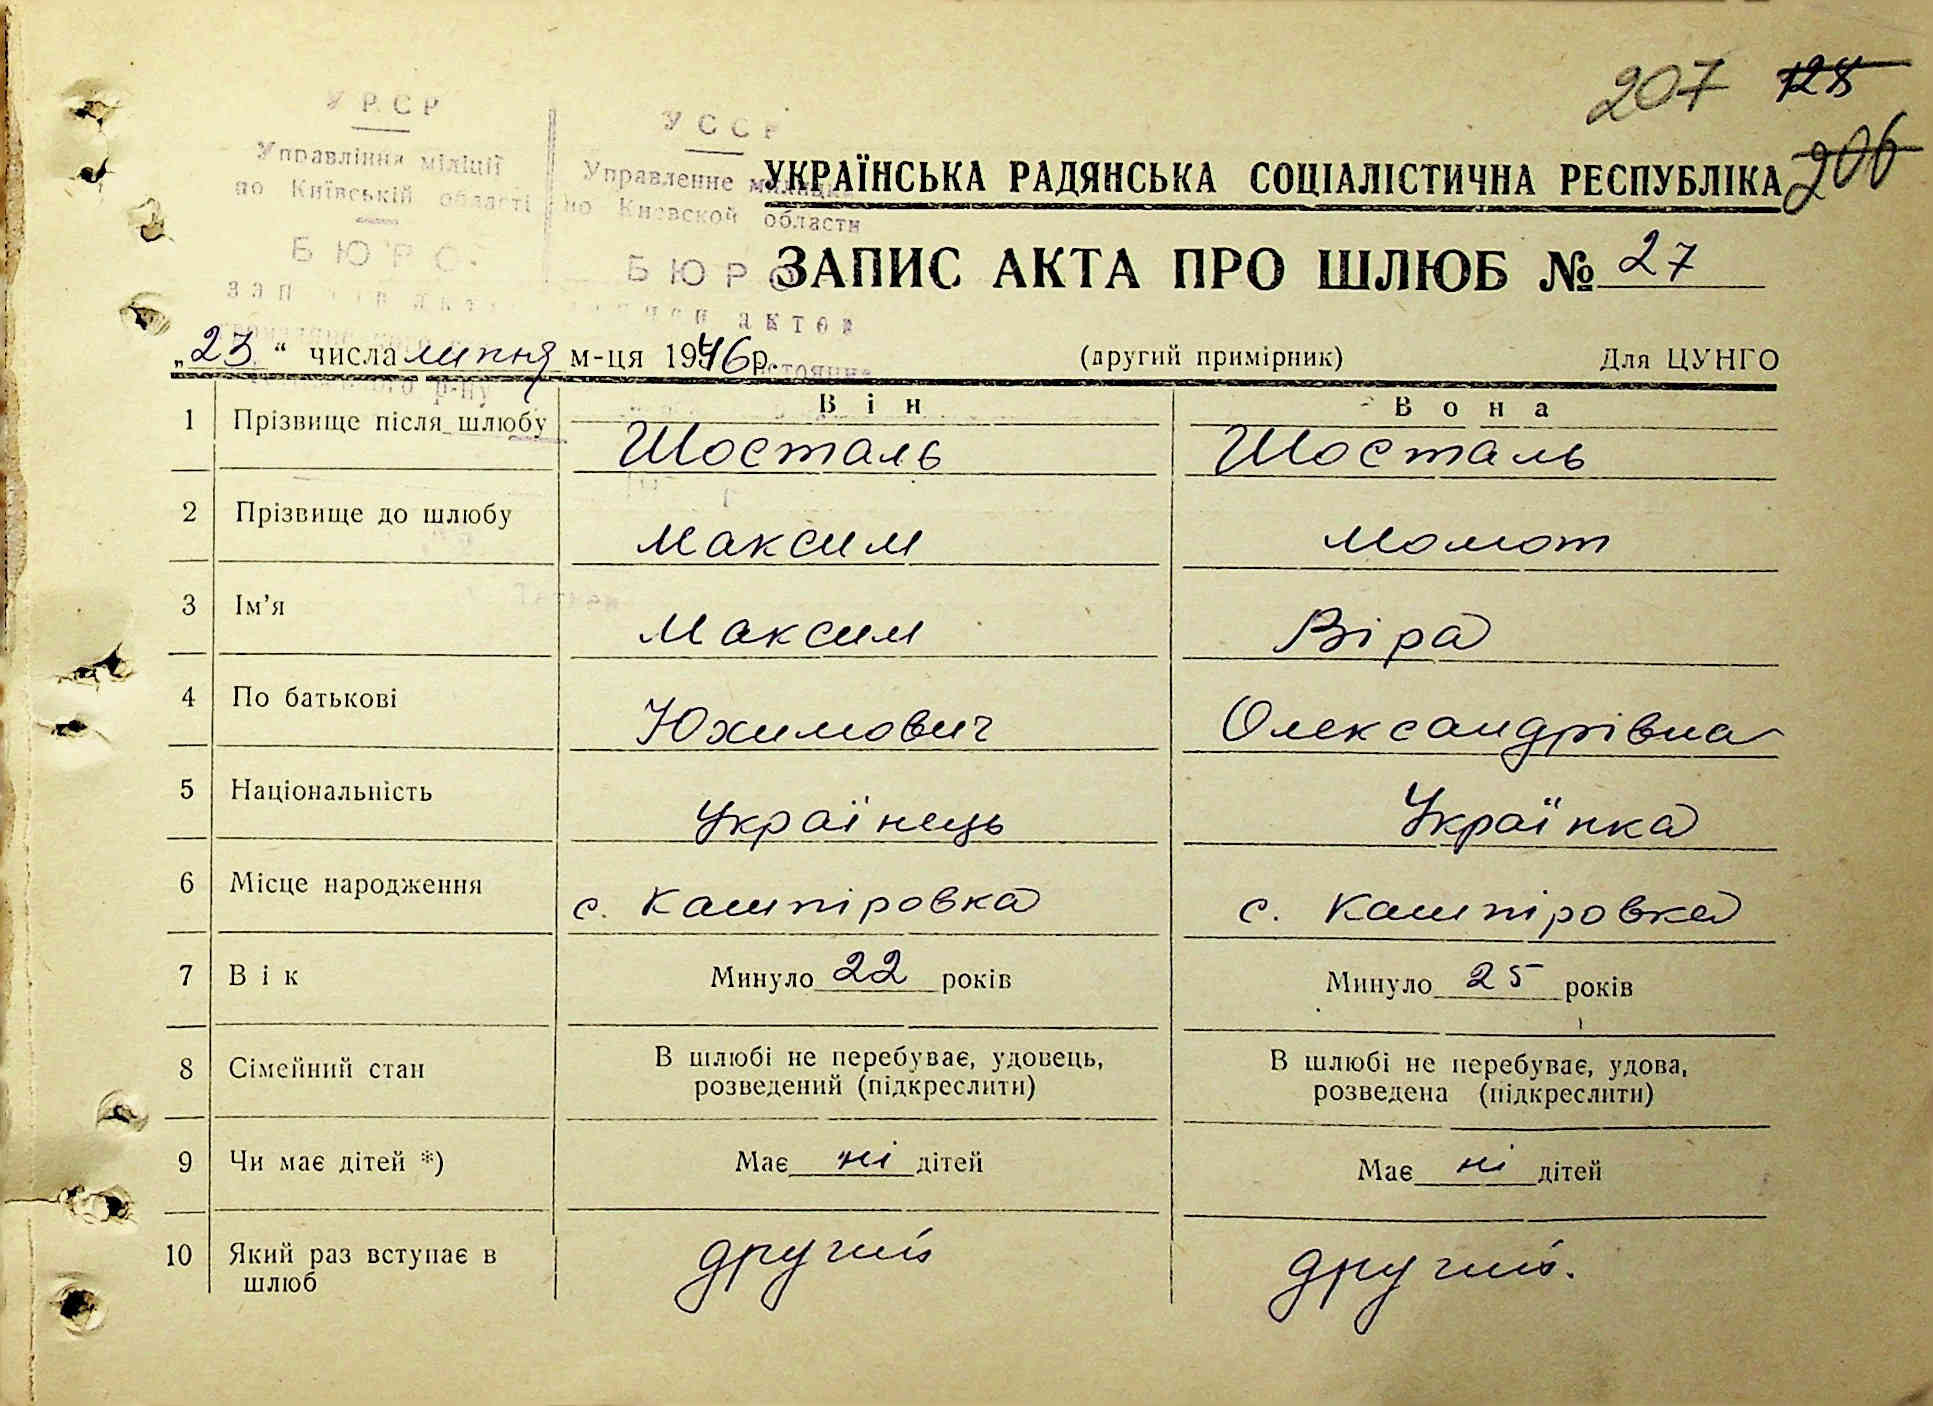 207 128
206
УРСР
Управління міліції
по Київській області
БЮРО
УССР
Управление милиции
по Киевской области
БЮРО
УКРАЇНСЬКА РАДЯНСЬКА СОЦІАЛІСТИЧНА РЕСПУБЛІКА
ЗАПИС АКТА ПРО ШЛЮБ № 27
„23" числа липня м-ця 1946 р. (другий примірник) Для ЦУНГО
Він Вона
1 Прізвище після шлюбу Шосталь Шосталь
2 Прізвище до шлюбу Максим Момот
3 Ім’я Максим Віра
4 По батькові Юхимович Олександрівна
5 Національність Українець Українка
6 Місце народження с. Кашпіровка с. Кашпіровка
7 Вік Минуло 22 років Минуло 25 років
8 Сімейний стан В шлюбі не перебуває, удовець, В шлюбі не перебуває, удова,
розведений (підкреслити) розведена (підкреслити)
9 Чи має дітей *) Має ні дітей Має ні дітей
10 Який раз вступає в другий другий.
шлюб